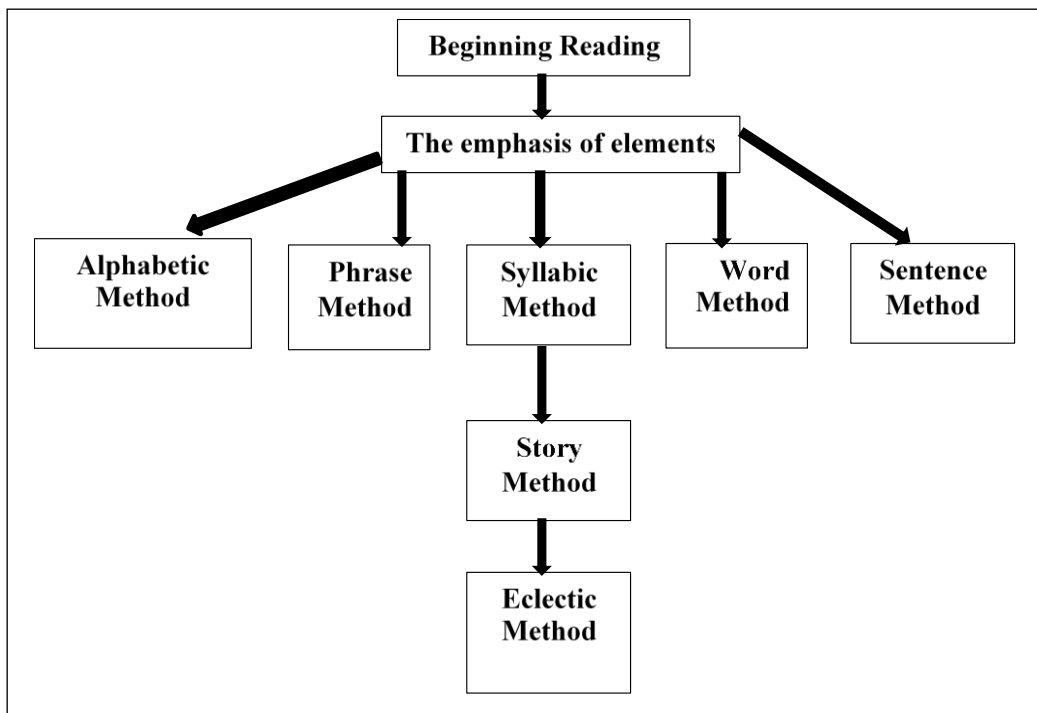 Beginning Reading
The emphasis of elements
Alphabetic
Method
Phrase
Method
Syllabic
Method
Word
Method
Sentence
Method
Story
Method
Eclectic
Method